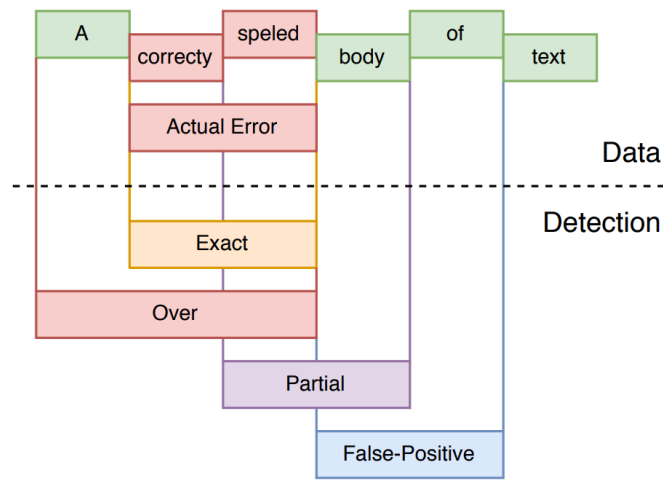 A
correcty
speled
body
of
text
Actual Error
Data
Detection
Exact
Over
Partial
False-Positive